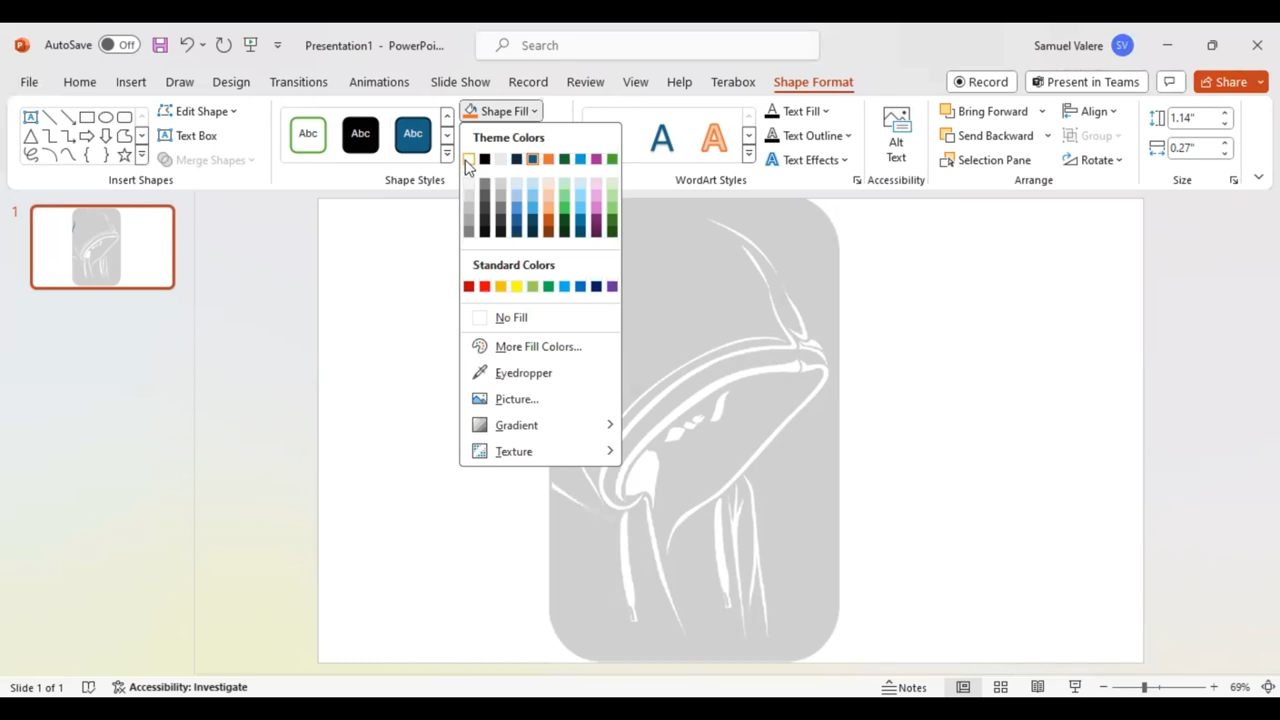 AutoSave Off Presentation1 - PowerPoi... Search Samuel Valere SV
File Home Insert Draw Design Transitions Animations Slide Show Record Review View Help Terabox Shape Format Record Present in Teams Share
Edit Shape
Text Box
Merge Shapes
Insert Shapes
Abc Abc Abc
Shape Styles
Shape Fill
Theme Colors
Standard Colors
No Fill
More Fill Colors...
Eyedropper
Picture...
Gradient
Texture
A A
Text Fill
Text Outline
Text Effects
WordArt Styles
Alt
Text
Accessibility
Bring Forward
Send Backward
Selection Pane
Align
Group
Rotate
Arrange
1.14"
0.27"
Size
1
Slide 1 of 1 Accessibility: Investigate Notes 69%